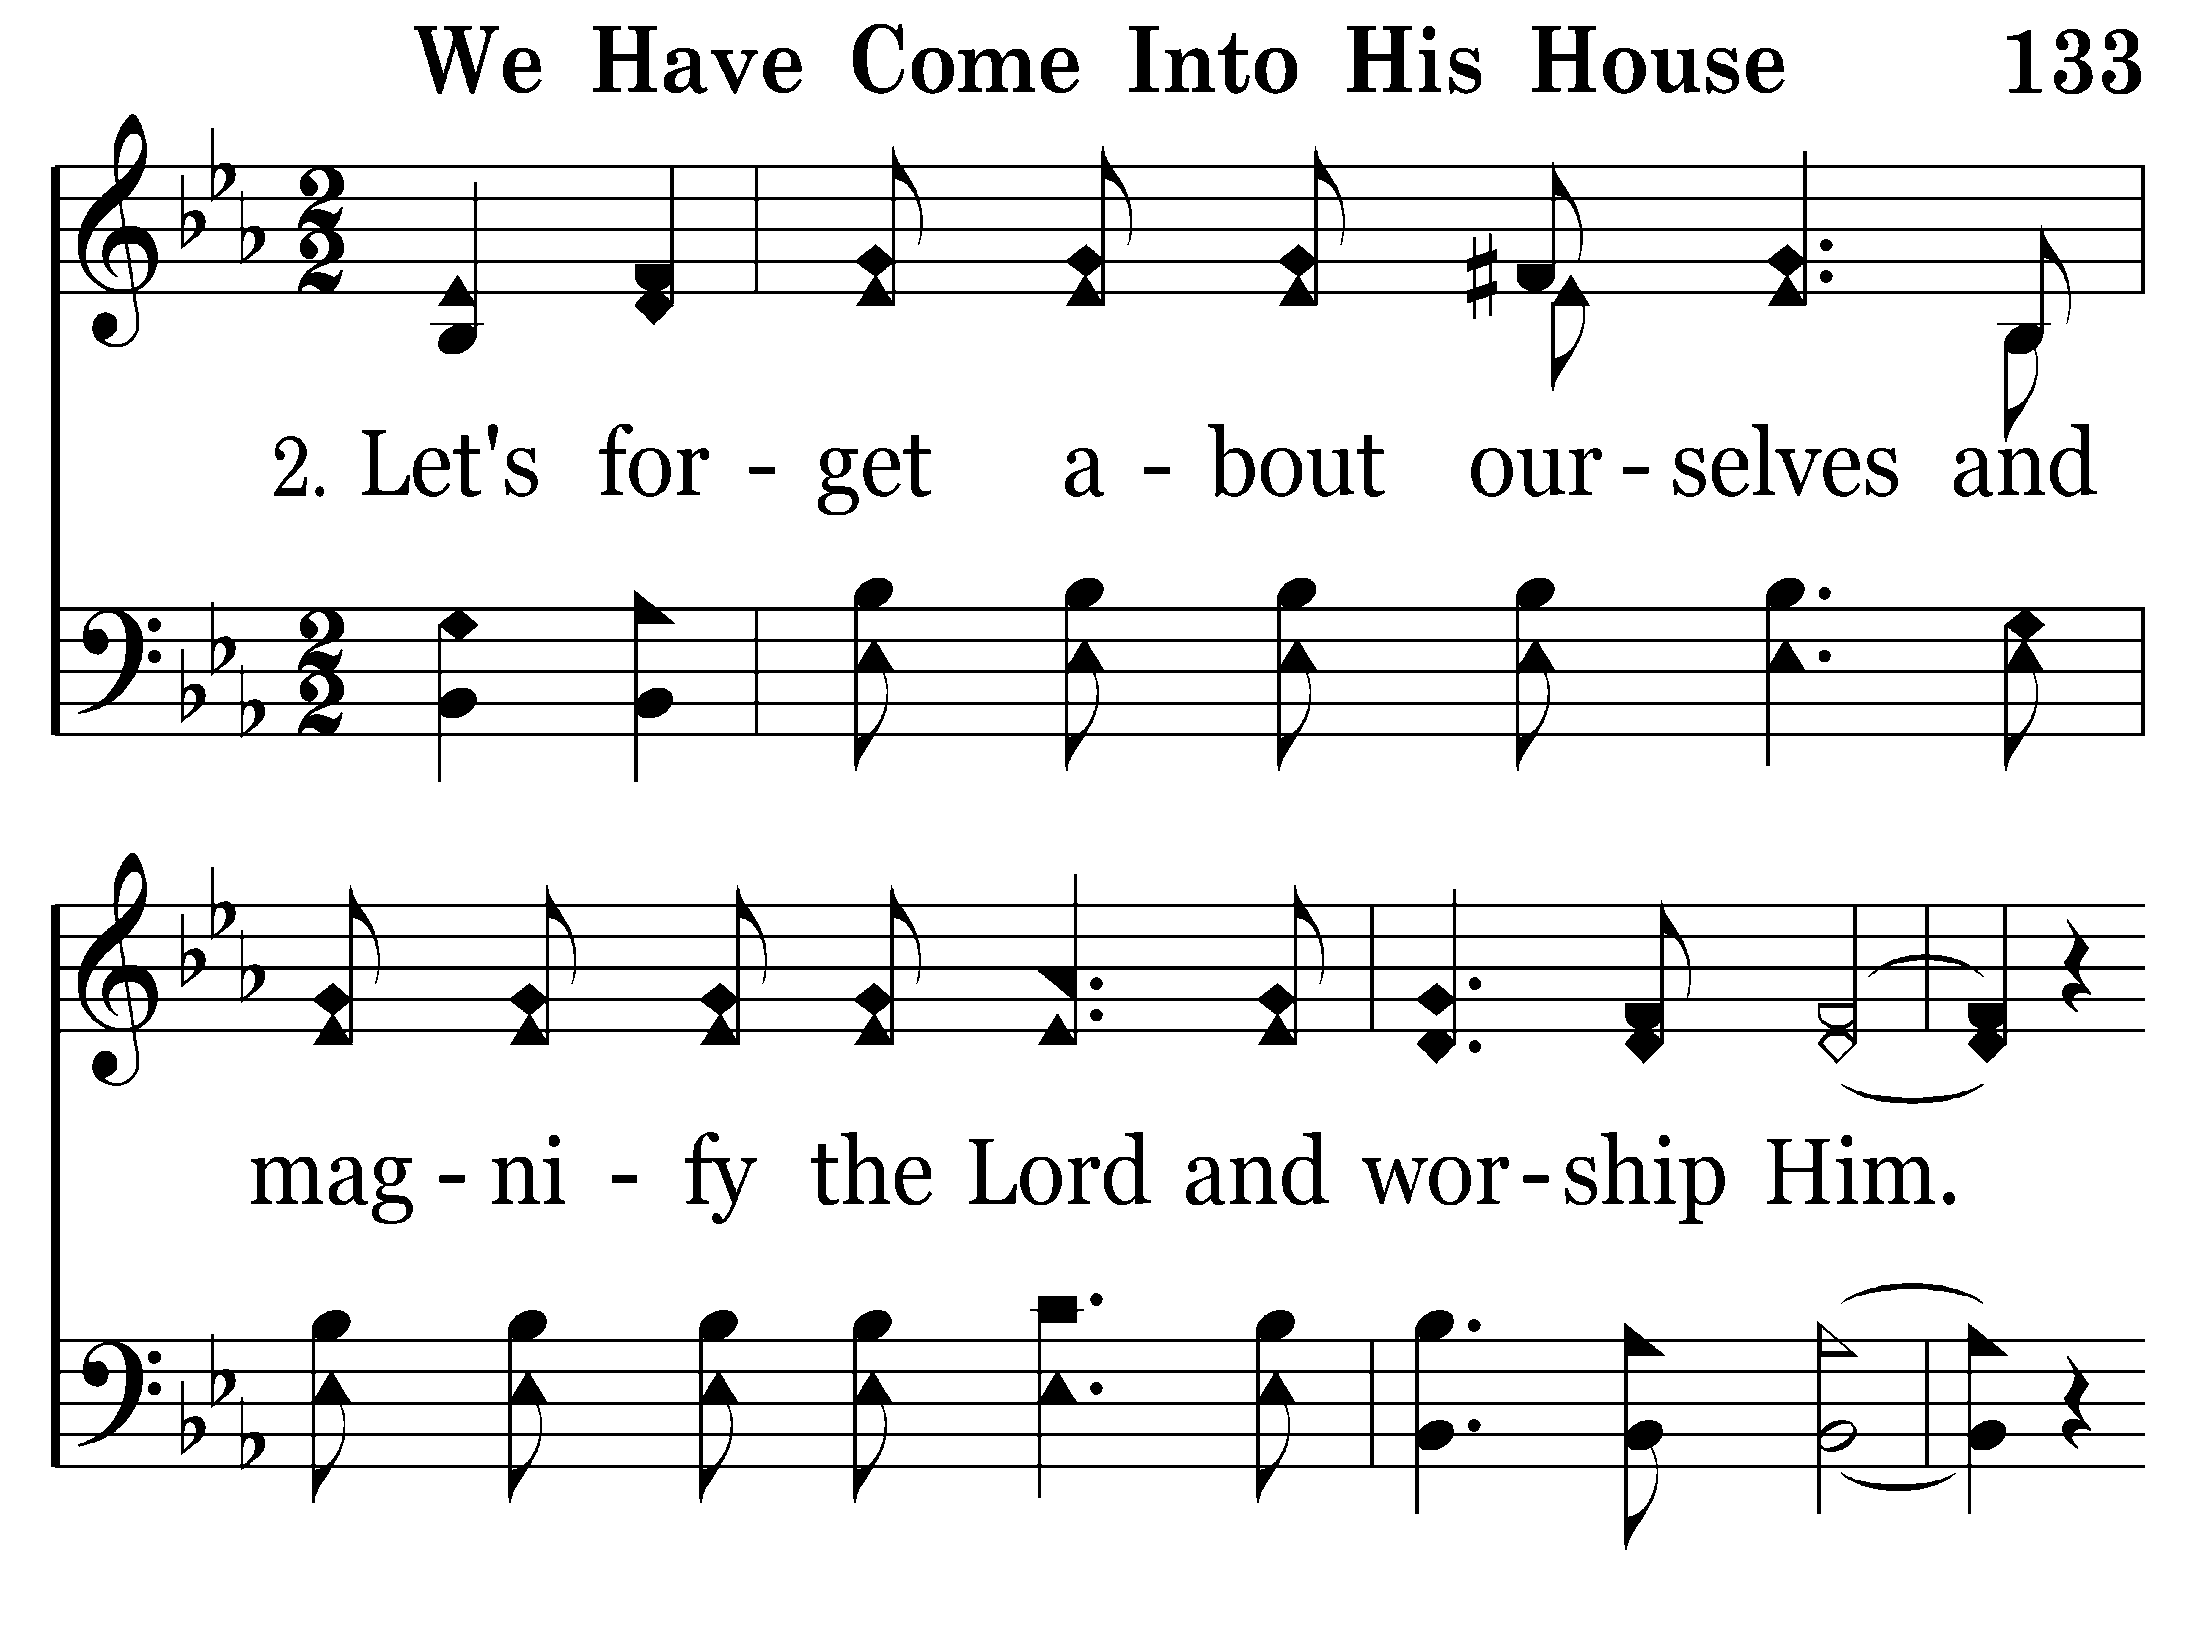 We Have Come Into His House 133
2. Let's for - get a - bout our - selves and
mag - ni - fy the Lord and wor - ship Him.